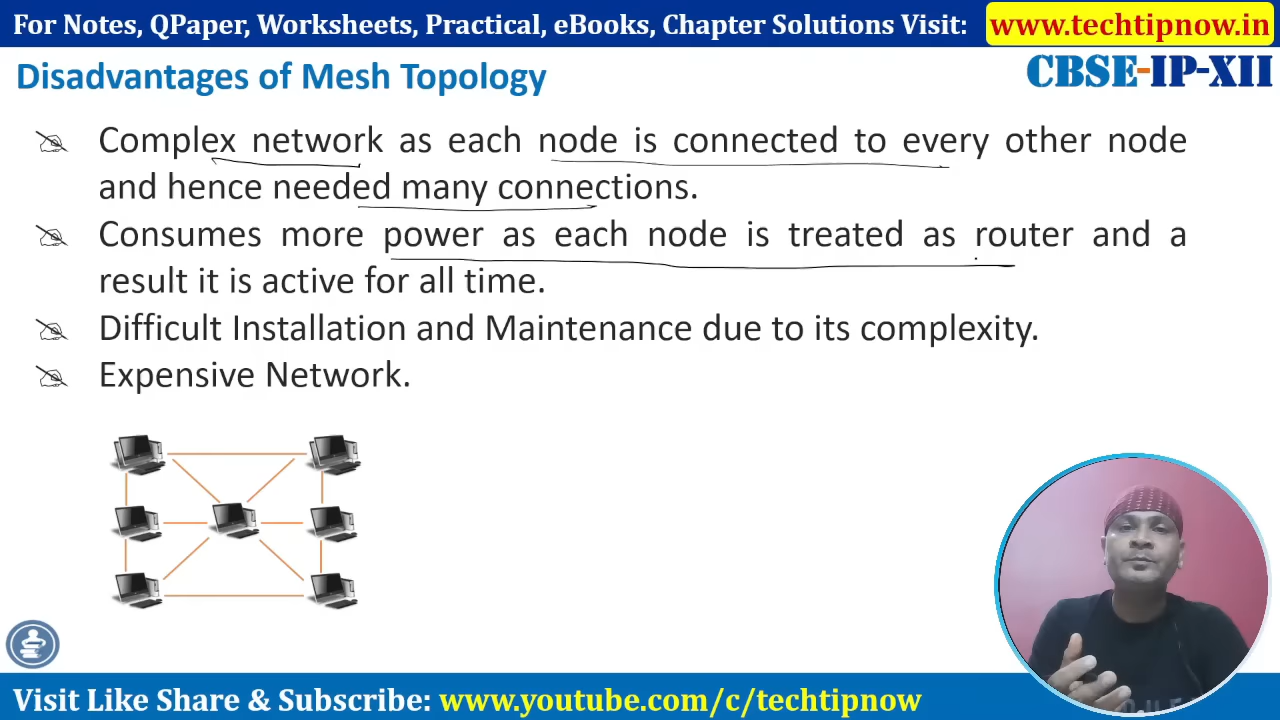 For Notes, QPaper, Worksheets, Practical, eBooks, Chapter Solutions Visit: www.techtipnow.in
Disadvantages of Mesh Topology
CBSE-IP-XII
Complex network as each node is connected to every other node
and hence needed many connections.
Consumes more power as each node is treated as router and a
result it is active for all time.
Difficult Installation and Maintenance due to its complexity.
Expensive Network.
Visit Like Share & Subscribe: www.youtube.com/c/techtipnow